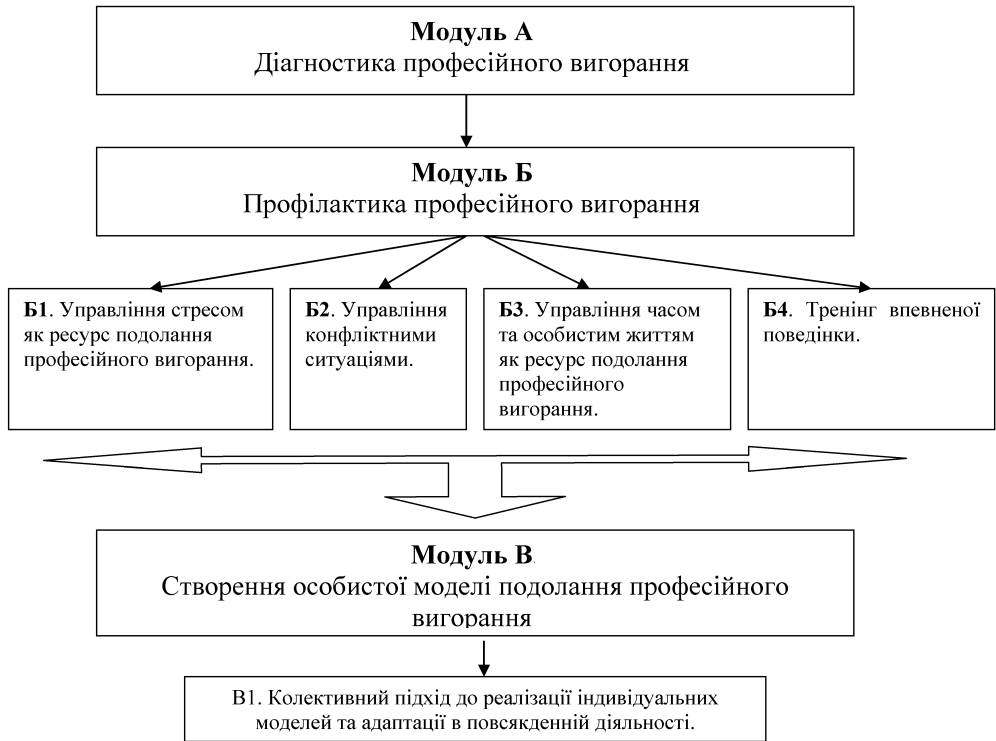 Модуль А
Діагностика професійного вигорання
Модуль Б
Профілактика професійного вигорання
Б1. Управління стресом
як ресурс подолання
професійного вигорання.
Б2. Управління
конфліктними
ситуаціями.
Б3. Управління часом
та особистим життям
як ресурс подолання
професійного
вигорання.
Б4. Тренінг впевненої
поведінки.
Модуль В
Створення особистої моделі подолання професійного
вигорання
В1. Колективний підхід до реалізації індивідуальних
моделей та адаптації в повсякденній діяльності.